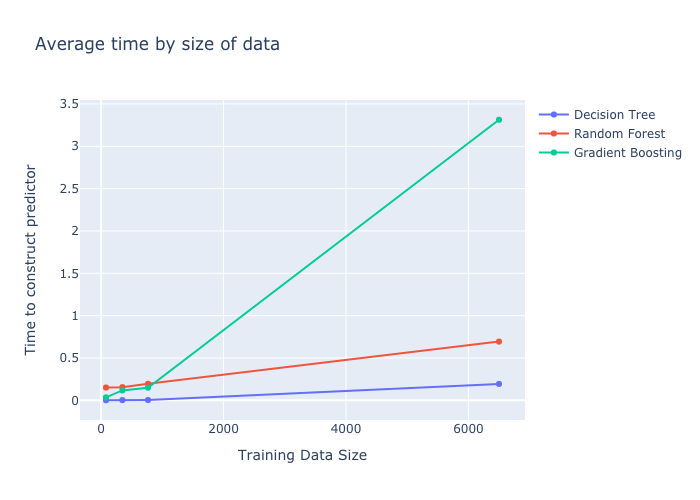 Average time by size of data
Time to construct predictor
3.5
3
2.5
2
1.5
1
0.5
0
0
2000
4000
6000
Training Data Size
Decision Tree
Random Forest
Gradient Boosting